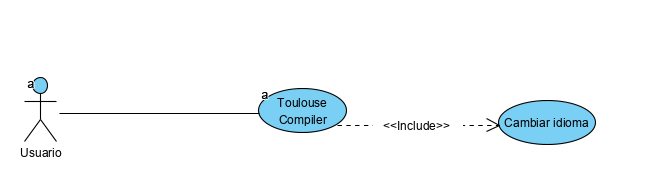 a
Usuario
a
Toulouse
Compiler
<<Include>>
Cambiar idioma